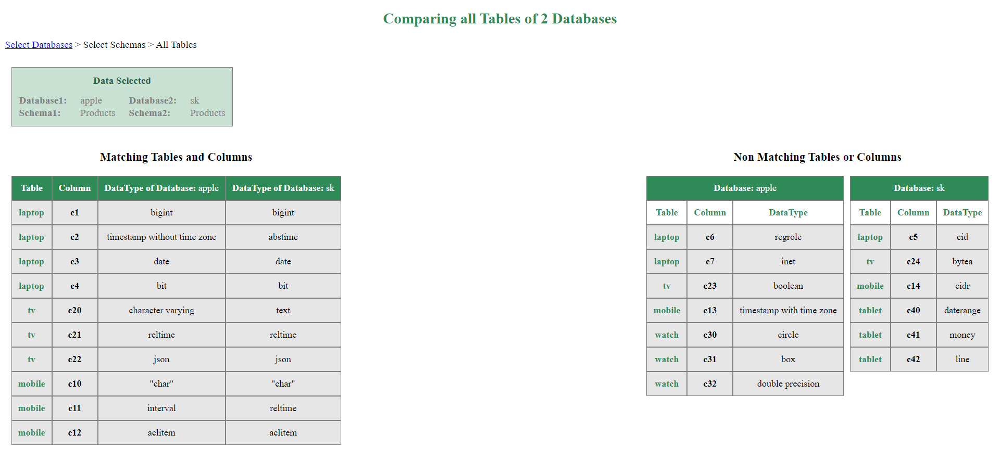 Comparing all Tables of 2 Databases
Select Databases > Select Schemas > All Tables
Data Selected
Database1: apple Database2: sk
Schema1: Products Schema2: Products
Matching Tables and Columns
Table Column DataType of Database: apple DataType of Database: sk
laptop c1 bigint bigint
laptop c2 timestamp without time zone abstime
laptop c3 date date
laptop c4 bit bit
tv c20 character varying text
tv c21 reltime reltime
tv c22 json json
mobile c10 "char" "char"
mobile c11 interval reltime
mobile c12 aclitem aclitem
Non Matching Tables or Columns
Database: apple
Table Column DataType
laptop c6 regrole
laptop c7 inet
tv c23 boolean
mobile c13 timestamp with time zone
watch c30 circle
watch c31 box
watch c32 double precision
Database: sk
Table Column DataType
laptop c5 cid
tv c24 bytea
mobile c14 cidr
tablet c40 daterange
tablet c41 money
tablet c42 line